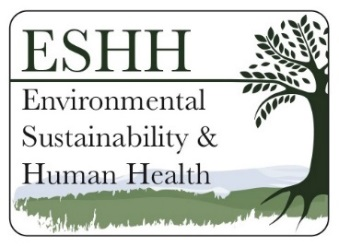 ESHH
Environmental
Sustainability &
Human Health